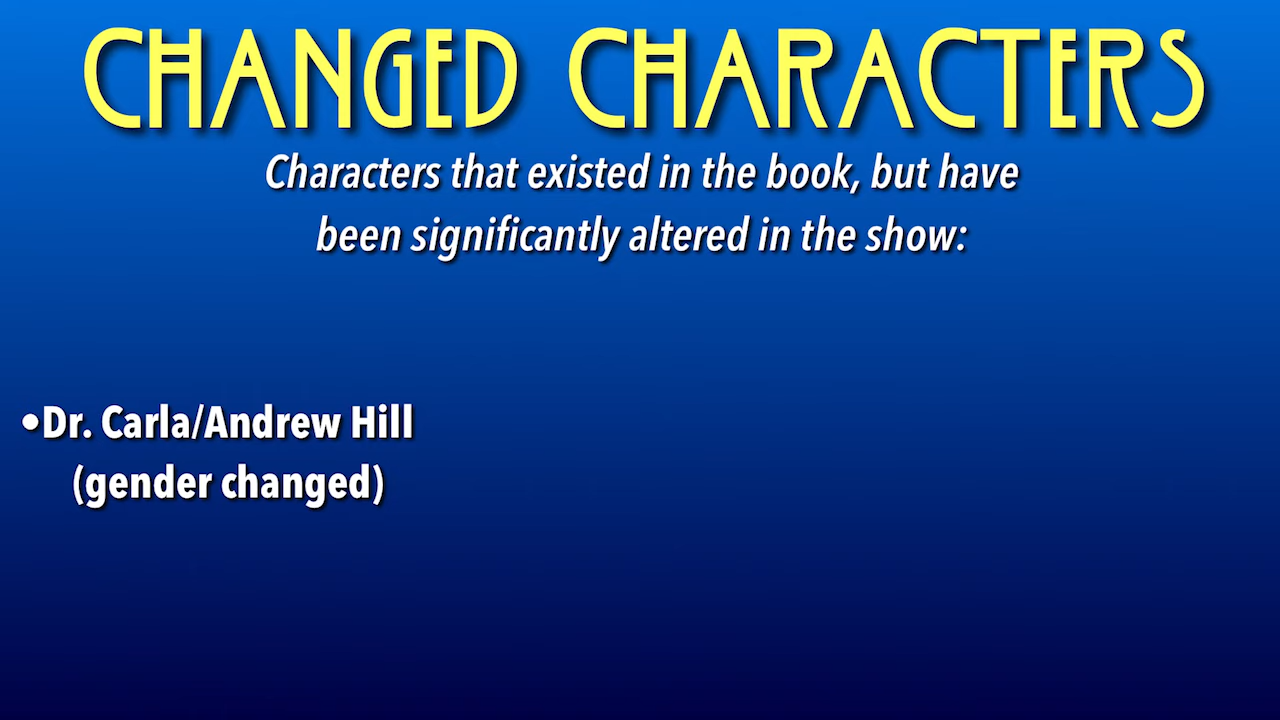 CHANGED CHARACTERS
Characters that existed in the book, but have
been significantly altered in the show:
•Dr. Carla/Andrew Hill
(gender changed)